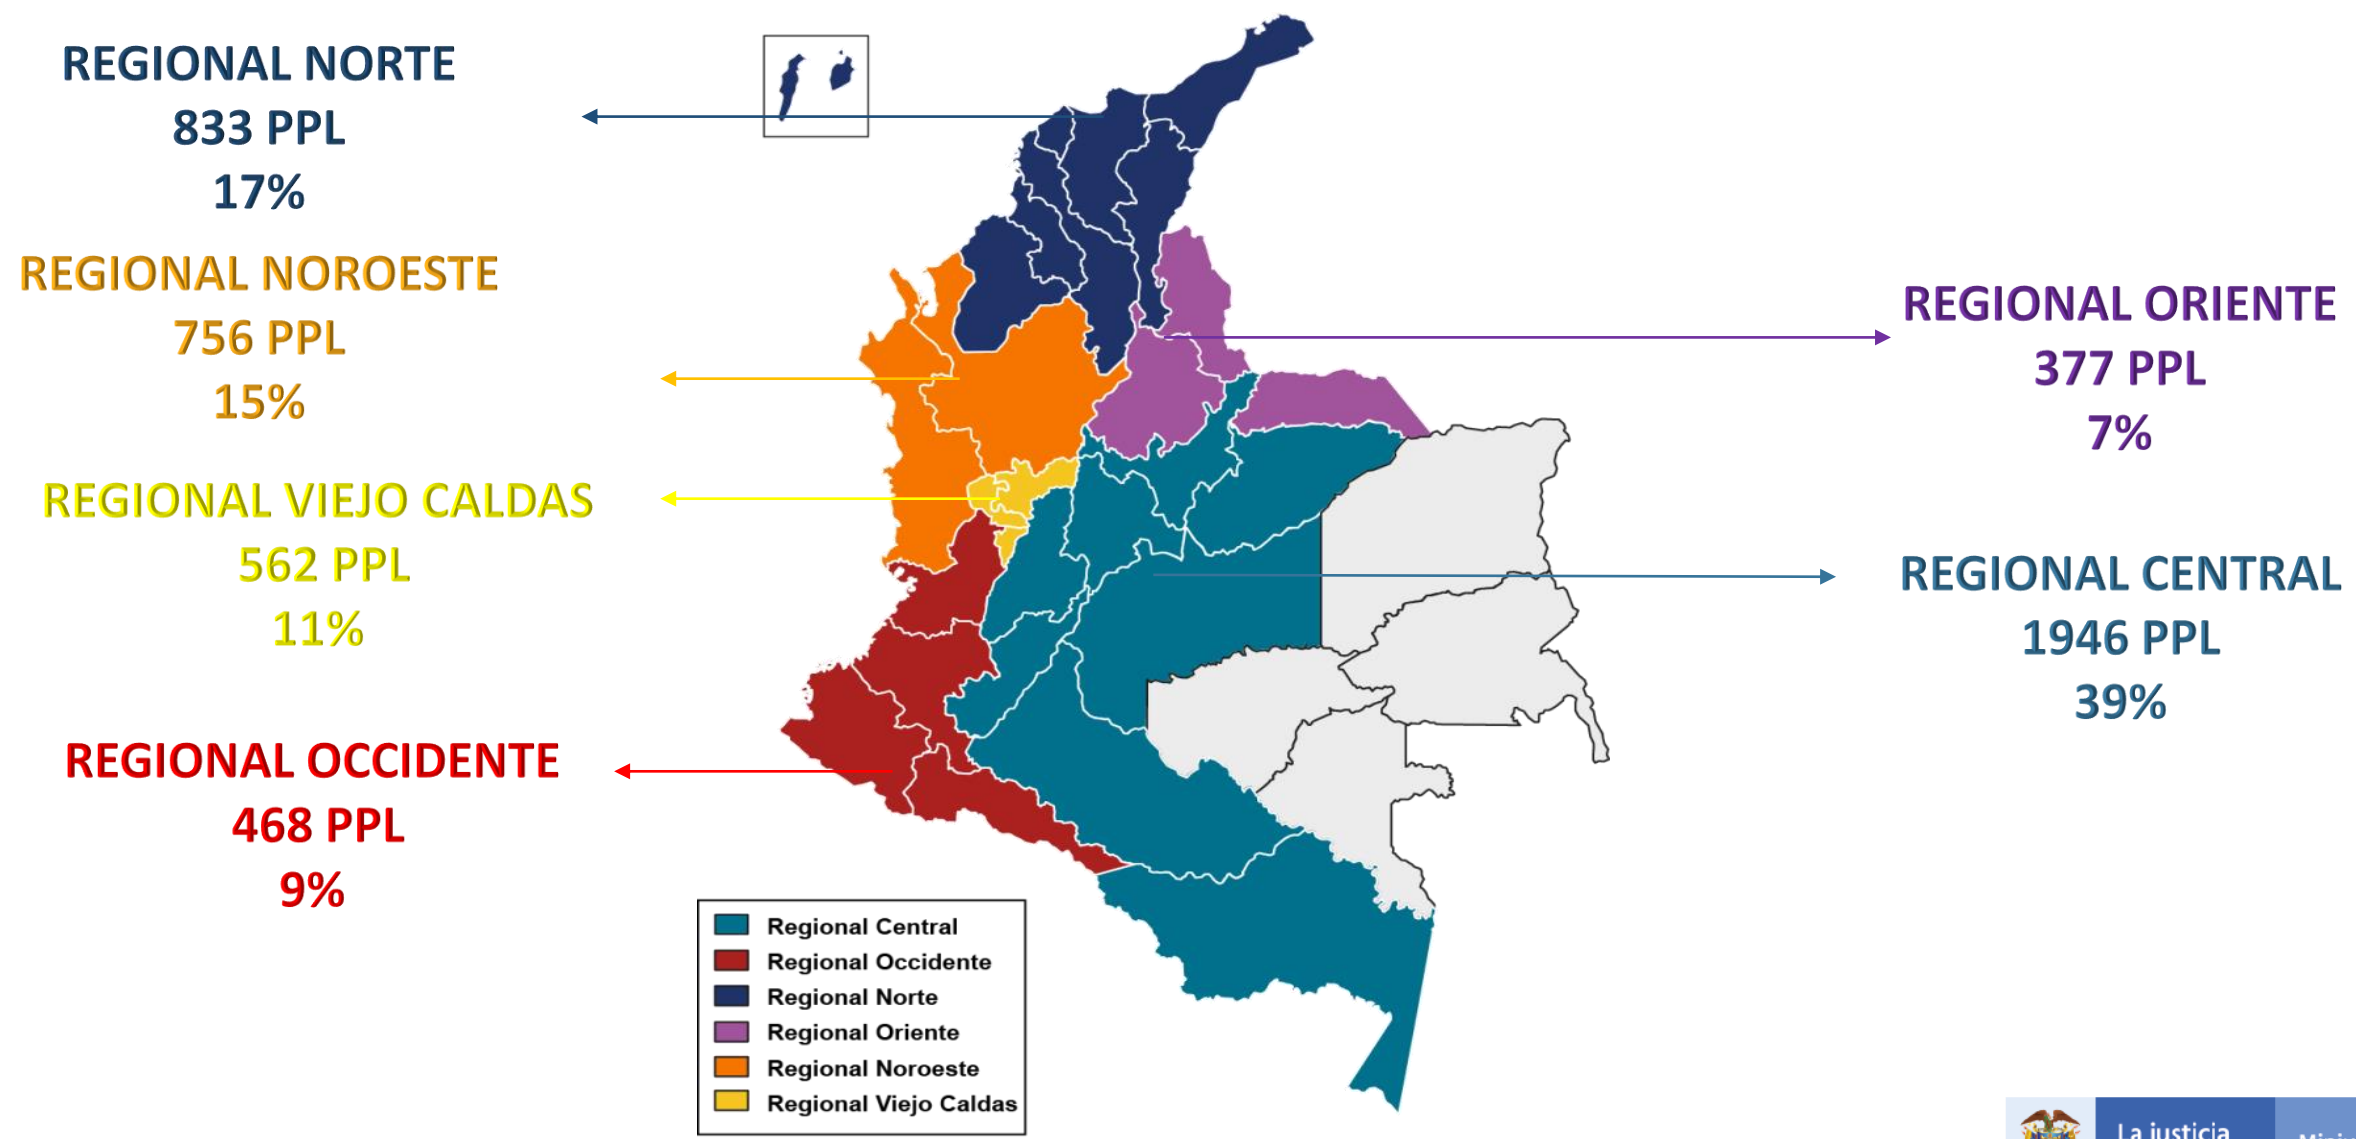 REGIONAL NORTE
833 PPL
17%
REGIONAL NOROESTE
756 PPL
15%
REGIONAL VIEJO CALDAS
562 PPL
11%
REGIONAL OCCIDENTE
468 PPL
9%
REGIONAL ORIENTE
377 PPL
7%
REGIONAL CENTRAL
1946 PPL
39%
Regional Central
Regional Occidente
Regional Norte
Regional Oriente
Regional Noroeste
Regional Viejo Caldas
La justicia